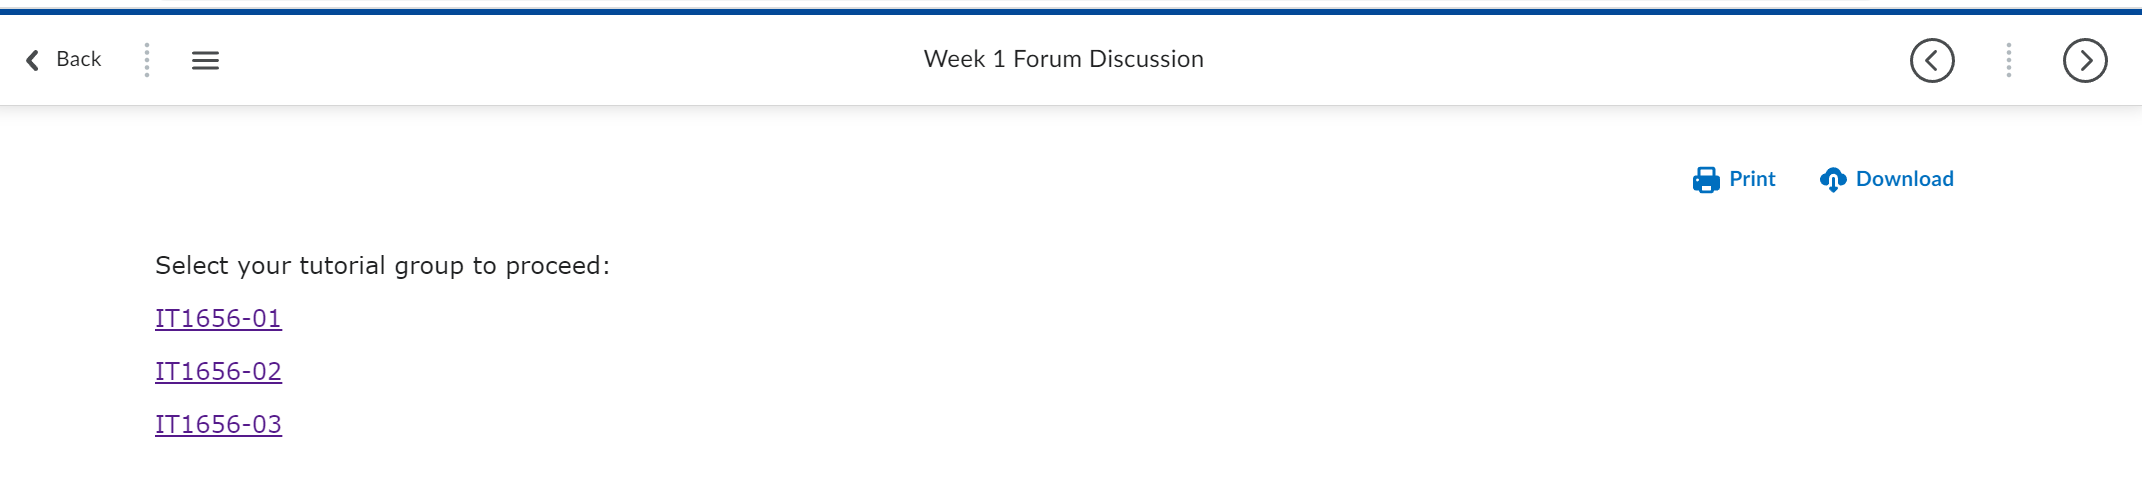 Back
Week 1 Forum Discussion
Print Download
Select your tutorial group to proceed:
IT1656-01
IT1656-02
IT1656-03